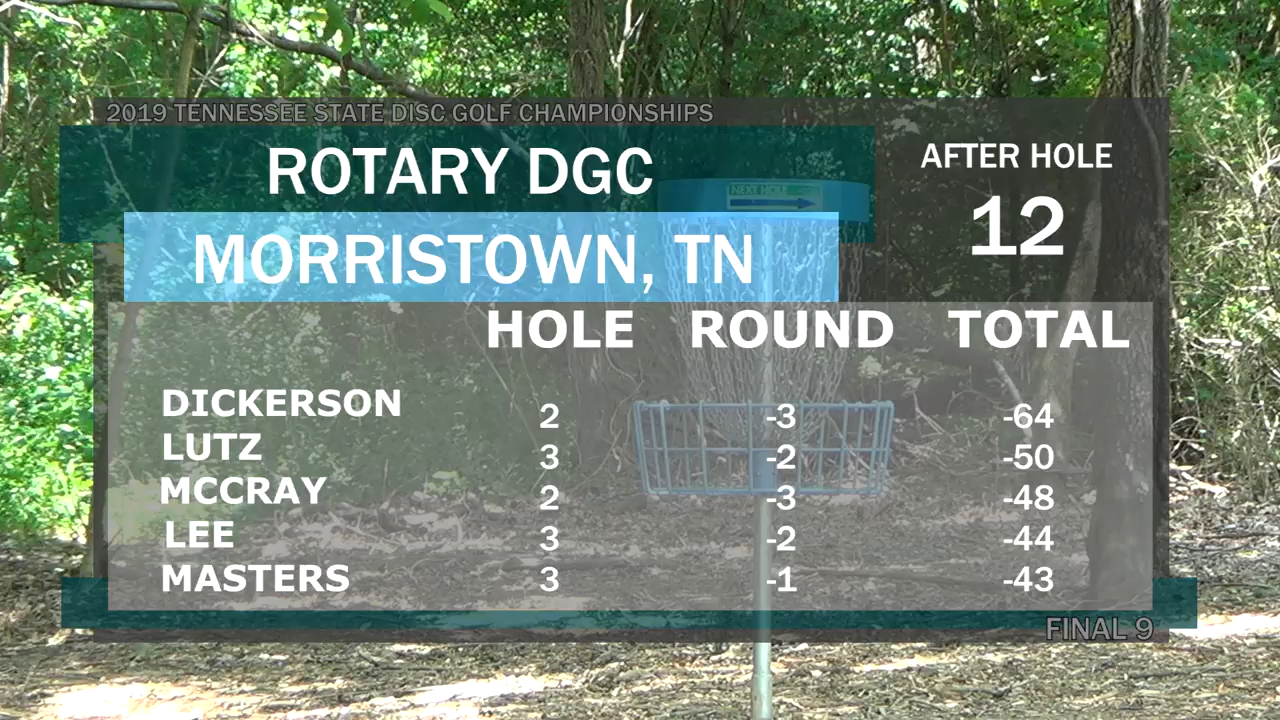 2019 TENNESSEE STATE DISC GOLF CHAMPIONSHIPS
ROTARY DGC
MORRISTOWN, TN
AFTER HOLE
12
NEXT HOLE
HOLE ROUND TOTAL
DICKERSON 2 -3 -64
LUTZ 3 -2 -50
MCCRAY 2 -3 -48
LEE 3 -2 -44
MASTERS 3 -1 -43
FINAL 9